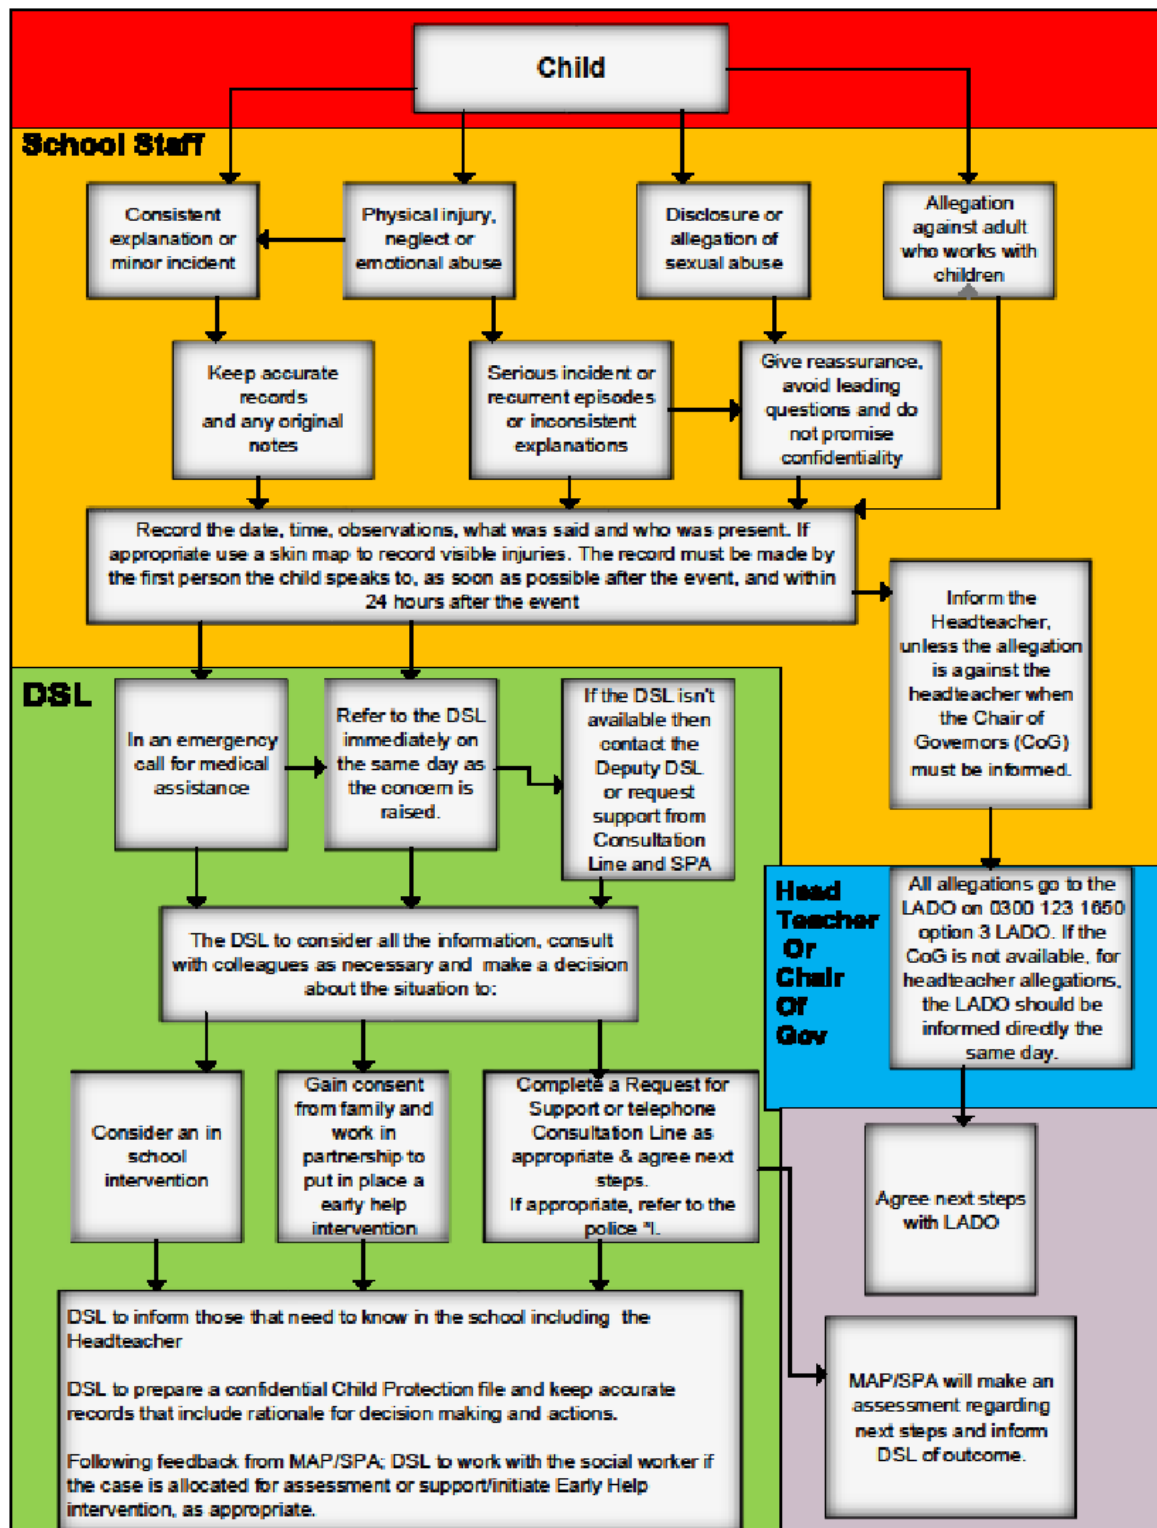 Child
School Staff
Consistent
explanation or
minor incident
Physical injury,
neglect or
emotional abuse
Disclosure or
allegation of
sexual abuse
Allegation
against adult
who works with
children
Keep accurate
records
and any original
notes
Serious incident or
recurrent episodes
or inconsistent
explanations
Give reassurance,
avoid leading
questions and do
not promise
confidentiality
Record the date, time, observations, what was said and who was present. If
appropriate use a skin map to record visible injuries. The record must be made by
the first person the child speaks to, as soon as possible after the event, and within
24 hours after the event
Inform the
Headteacher,
unless the allegation
is against the
headteacher when
the Chair of
Governors (CoG)
must be informed.
DSL
In an emergency
call for medical
assistance
Refer to the DSL
immediately on
the same day as
the concern is
raised.
If the DSL isn't
available then
contact the
Deputy DSL
or request
support from
Consultation
Line and SPA
Head
Teacher
Or
Chair
Of
Gov
All allegations go to the
LADO on 0300 123 1650
option 3 LADO. If the
CoG is not available, for
headteacher allegations,
the LADO should be
informed directly the
same day.
The DSL to consider all the information, consult
with colleagues as necessary and make a decision
about the situation to:
Consider an in
school
intervention
Gain consent
from family and
work in
partnership to
put in place a
early help
intervention
Complete a Request for
Support or telephone
Consultation Line as
appropriate & agree next
steps.
If appropriate, refer to the
police
Agree next steps
with LADO
DSL to inform those that need to know in the school including the
Headteacher
DSL to prepare a confidential Child Protection file and keep accurate
records that include rationale for decision making and actions.
Following feedback from MAP/SPA; DSL to work with the social worker if
the case is allocated for assessment or support/initiate Early Help
intervention, as appropriate.
MAP/SPA will make an
assessment regarding
next steps and inform
DSL of outcome.